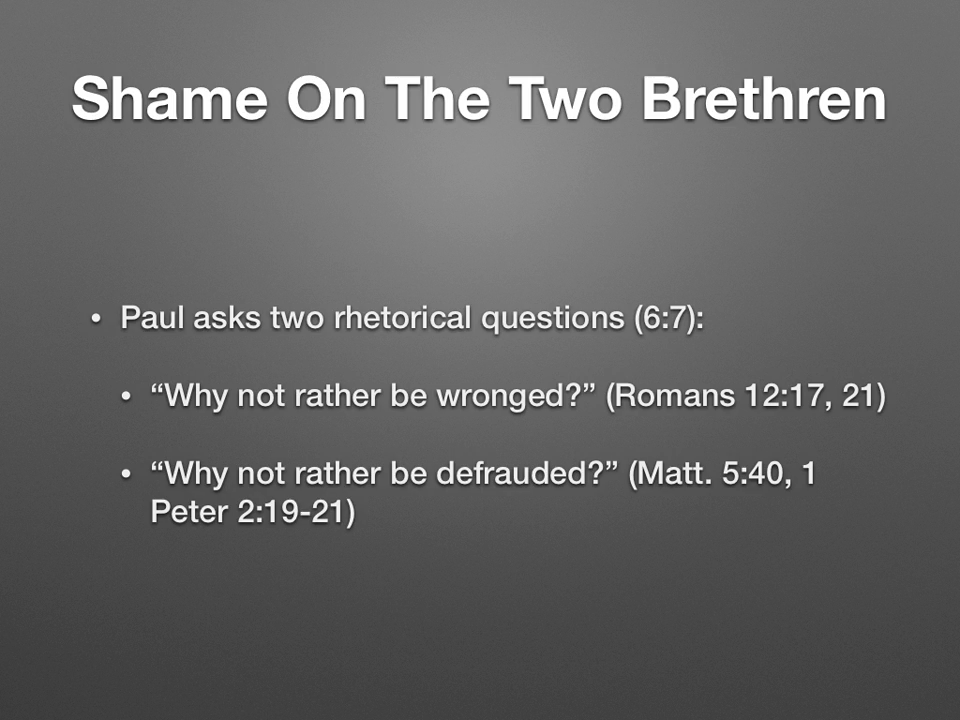 Shame On The Two Brethren
• Paul asks two rhetorical questions (6:7):
• “Why not rather be wronged?” (Romans 12:17, 21)
• “Why not rather be defrauded?” (Matt. 5:40, 1
Peter 2:19-21)